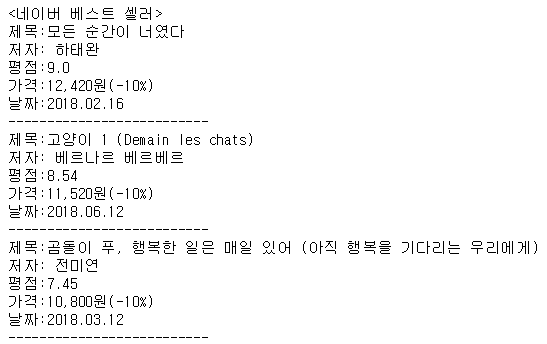 <네이버 베스트 셀러>
제목:모든 순간이 너였다
저자: 하태완
평점:9.0
가격:12,420원(-10%)
날짜:2018.02.16
--------------------------
제목:고양이 1 (Demain les chats)
저자: 베르나르 베르베르
평점:8.54
가격:11,520원(-10%)
날짜:2018.06.12
--------------------------
제목:곰돌이 푸, 행복한 일은 매일 있어 (아직 행복을 기다리는 우리에게)
저자: 전미연
평점:7.45
가격:10,800원(-10%)
날짜:2018.03.12
--------------------------